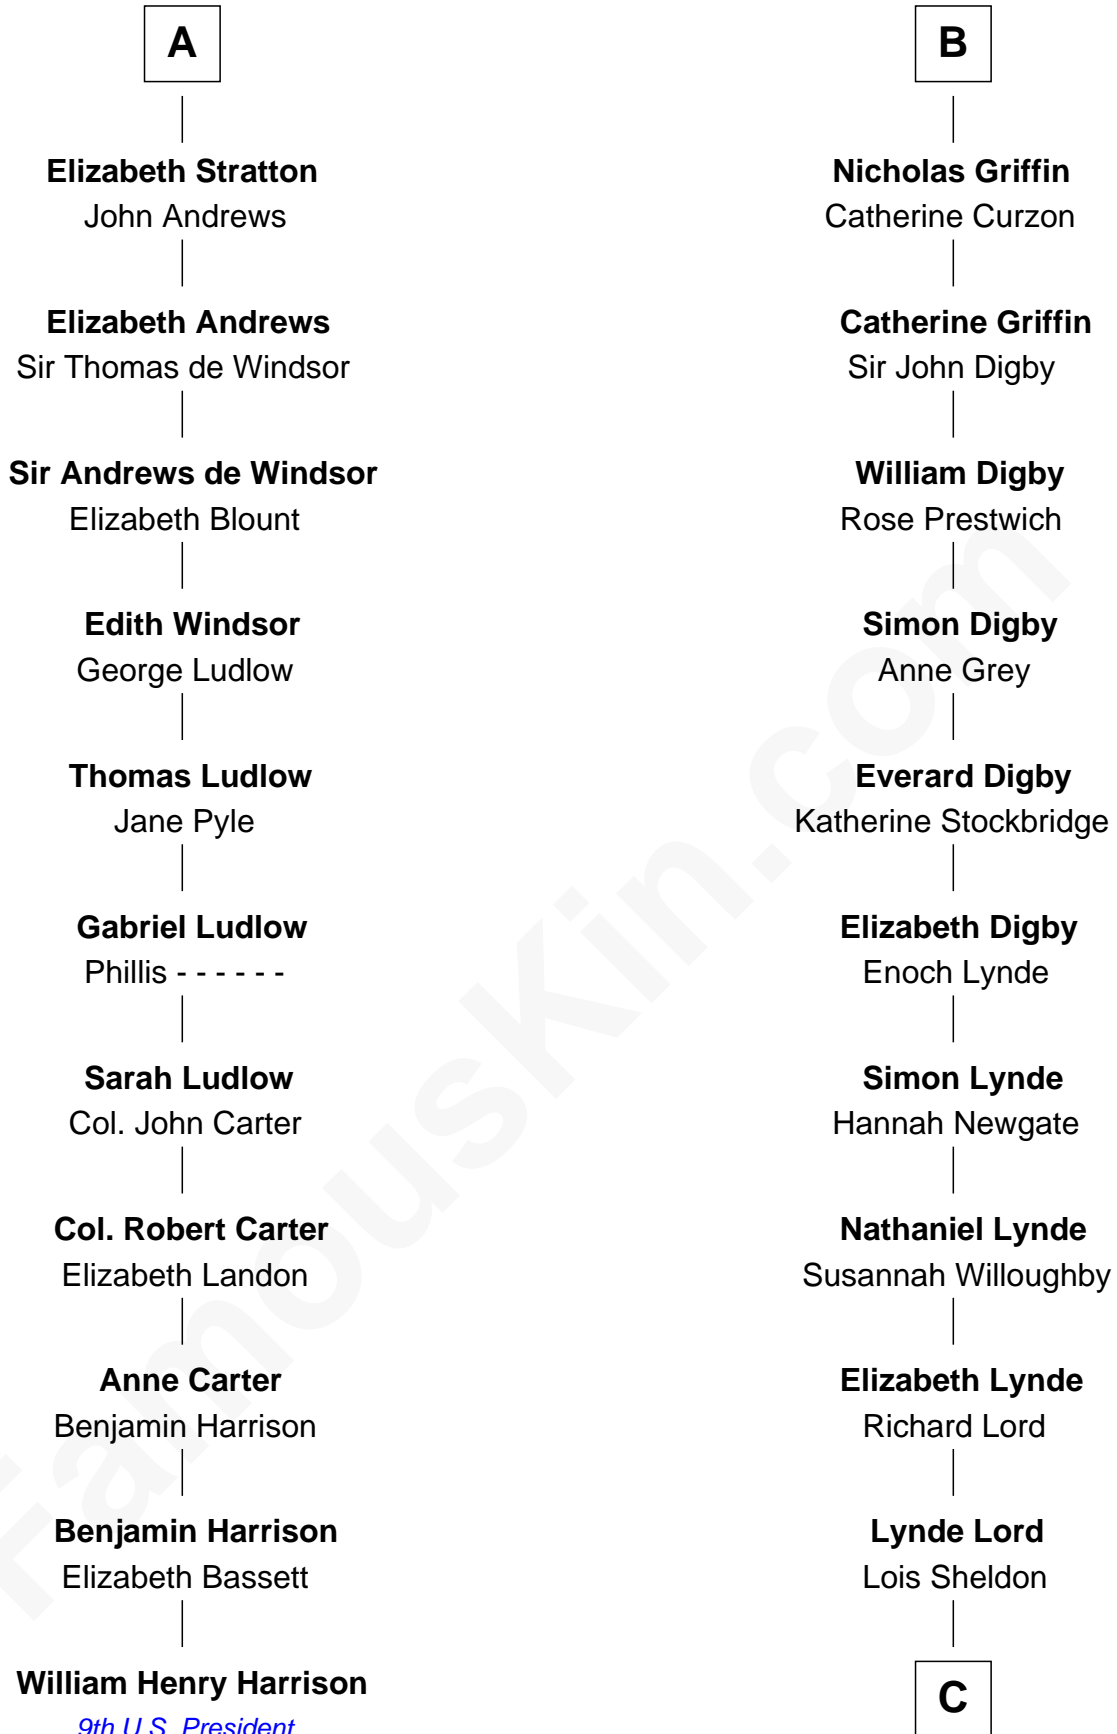 A
Elizabeth Stratton
John Andrews
Elizabeth Andrews
Sir Thomas de Windsor
Sir Andrews de Windsor
Elizabeth Blount
Edith Windsor
George Ludlow
Thomas Ludlow
Jane Pyle
Gabriel Ludlow
Phillis - - - - - -
Sarah Ludlow
Col. John Carter
Col. Robert Carter
Elizabeth Landon
Anne Carter
Benjamin Harrison
Benjamin Harrison
Elizabeth Bassett
William Henry Harrison
9th U.S. President
B
Nicholas Griffin
Catherine Curzon
Catherine Griffin
Sir John Digby
William Digby
Rose Prestwich
Simon Digby
Anne Grey
Everard Digby
Katherine Stockbridge
Elizabeth Digby
Enoch Lynde
Simon Lynde
Hannah Newgate
Nathaniel Lynde
Susannah Willoughby
Elizabeth Lynde
Richard Lord
Lynde Lord
Lois Sheldon
C
FamousKin.com